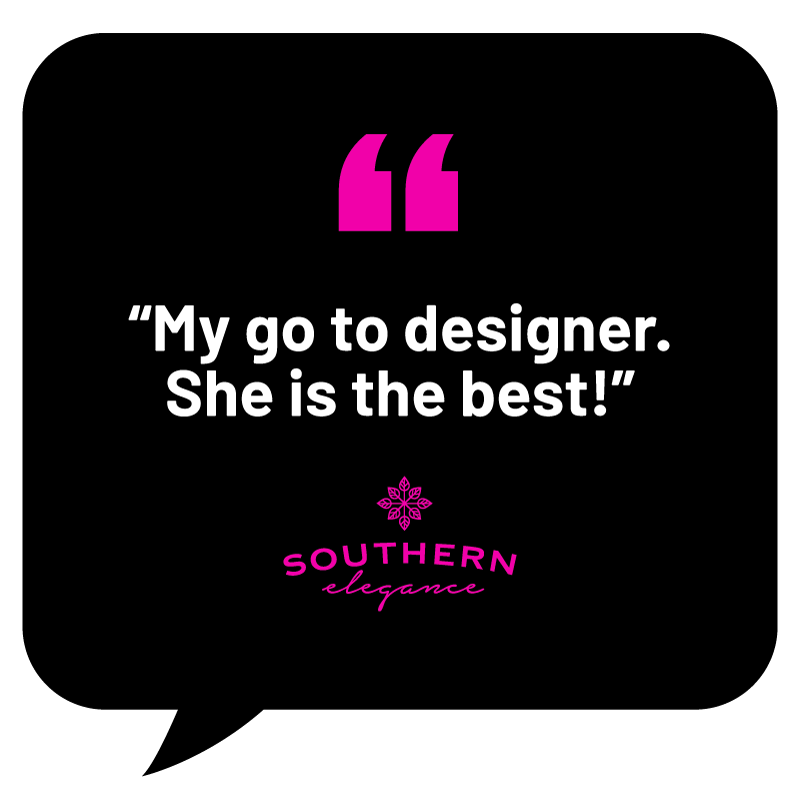 “My go to designer.
She is the best!”
SOUTHERN
elegance